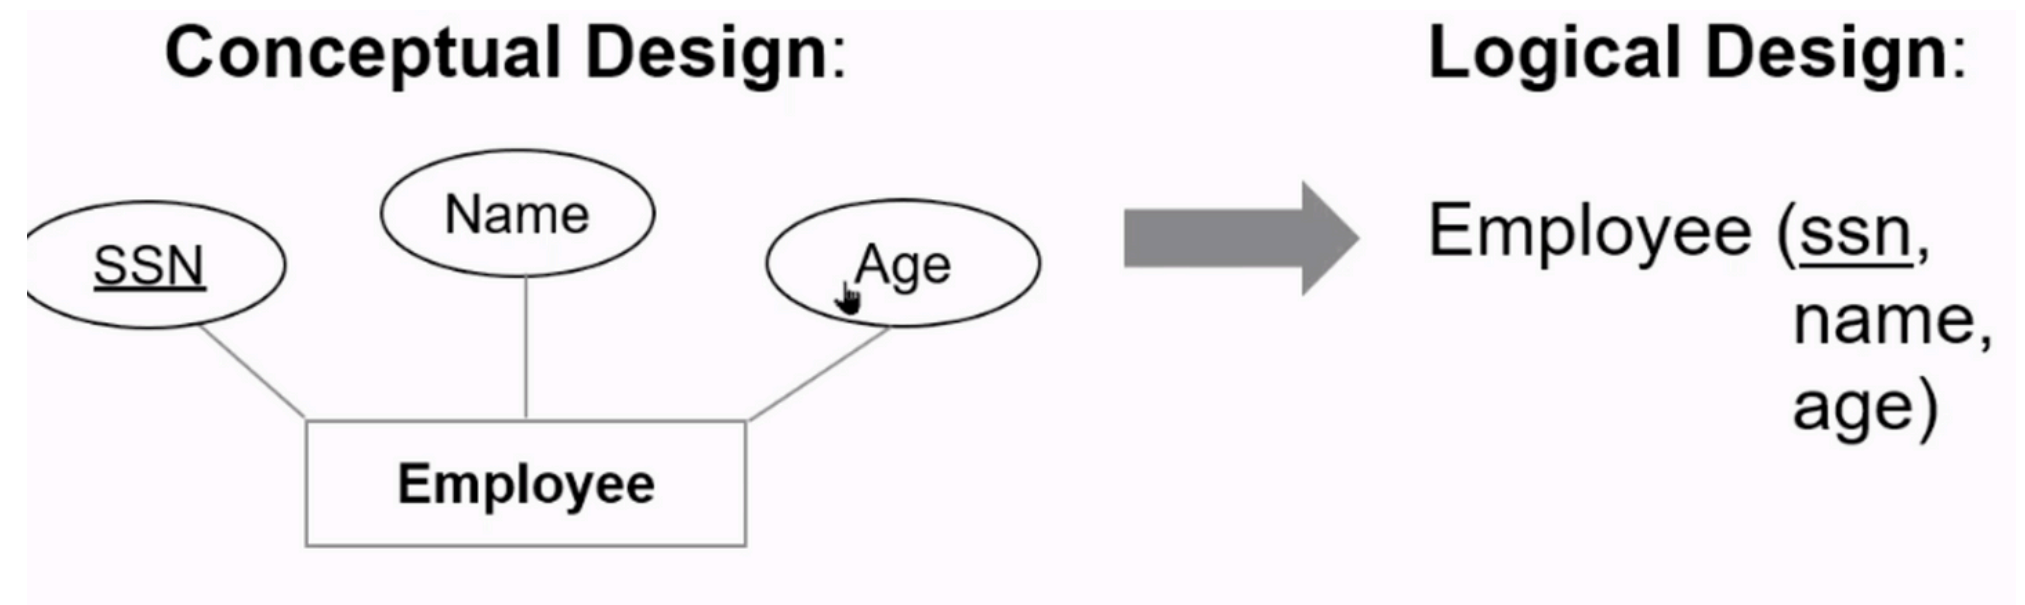 Conceptual Design:
Logical Design:
SSN
Name
Age
Employee
Employee (ssn,
name,
age)